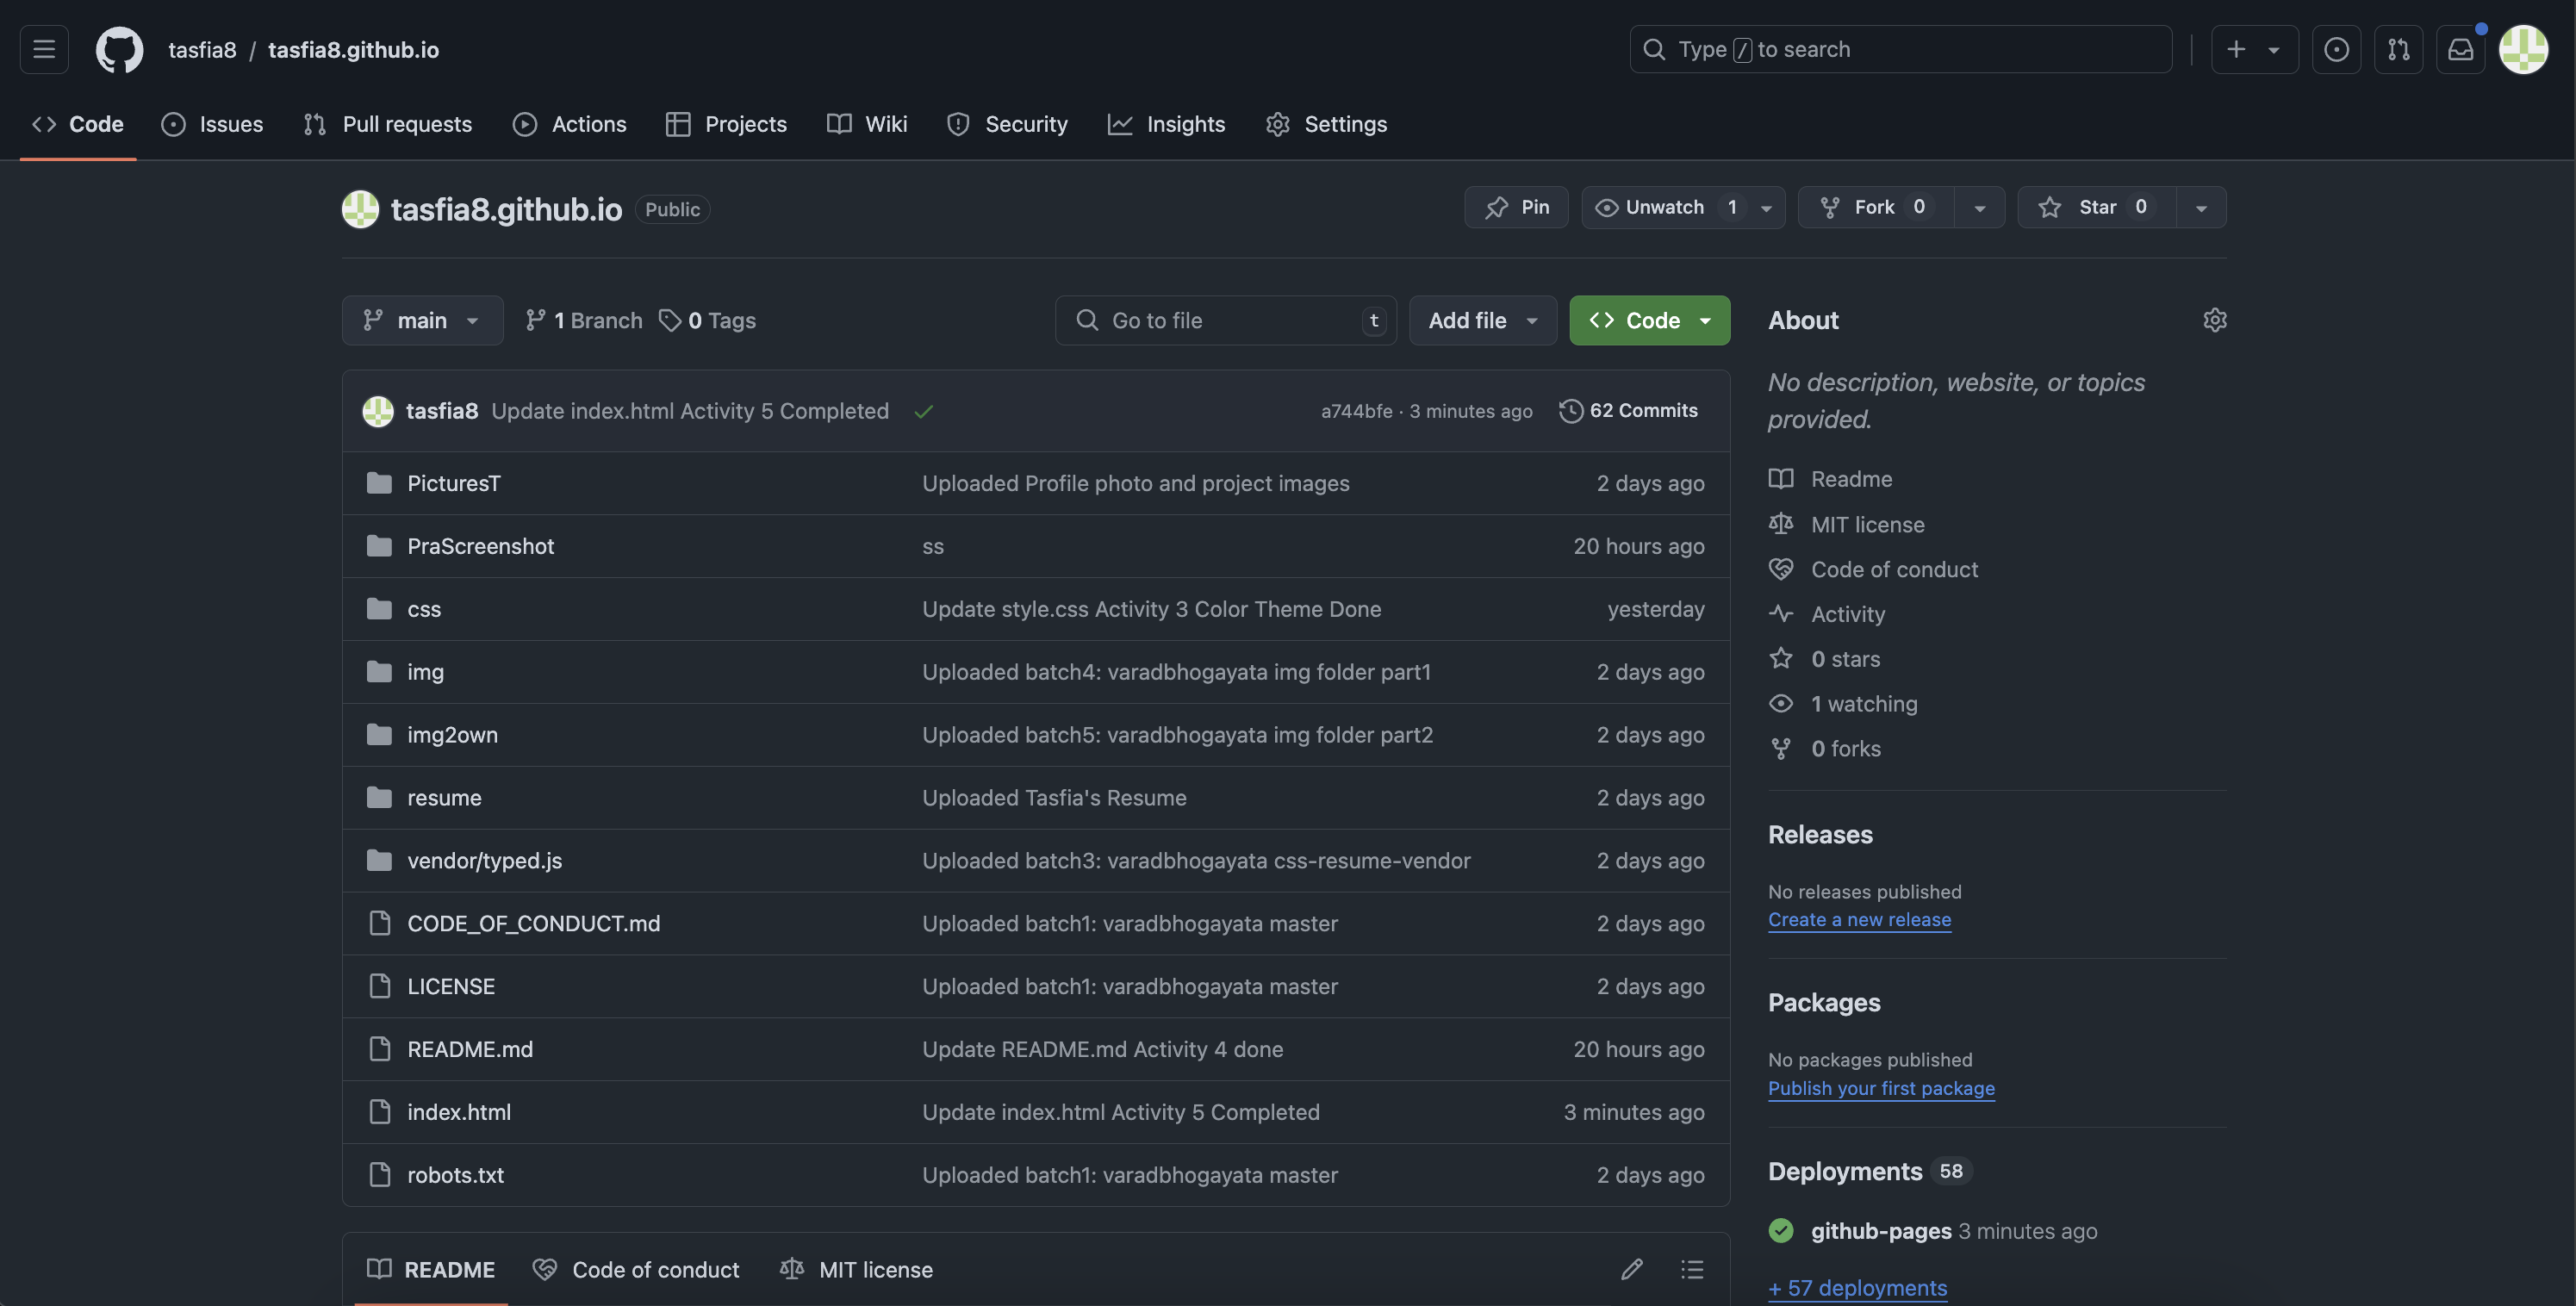 tasfia8 / tasfia8.github.io
Type / to search
Code Issues Pull requests Actions Projects Wiki Security Insights Settings
tasfia8.github.io Public
Pin Unwatch 1 Fork 0 Star 0
main 1 Branch 0 Tags Go to file t Add file Code
tasfia8 Update index.html Activity 5 Completed a744bfe · 3 minutes ago 62 Commits
PicturesT Uploaded Profile photo and project images 2 days ago
PraScreenshot ss 20 hours ago
css Update style.css Activity 3 Color Theme Done yesterday
img Uploaded batch4: varadbhogayata img folder part1 2 days ago
img2own Uploaded batch5: varadbhogayata img folder part2 2 days ago
resume Uploaded Tasfia's Resume 2 days ago
vendor/typed.js Uploaded batch3: varadbhogayata css-resume-vendor 2 days ago
CODE_OF_CONDUCT.md Uploaded batch1: varadbhogayata master 2 days ago
LICENSE Uploaded batch1: varadbhogayata master 2 days ago
README.md Update README.md Activity 4 done 20 hours ago
index.html Update index.html Activity 5 Completed 3 minutes ago
robots.txt Uploaded batch1: varadbhogayata master 2 days ago
README Code of conduct MIT license
About
No description, website, or topics
provided.
Readme
MIT license
Code of conduct
Activity
0 stars
1 watching
0 forks
Releases
No releases published
Create a new release
Packages
No packages published
Publish your first package
Deployments 58
github-pages 3 minutes ago
+ 57 deployments